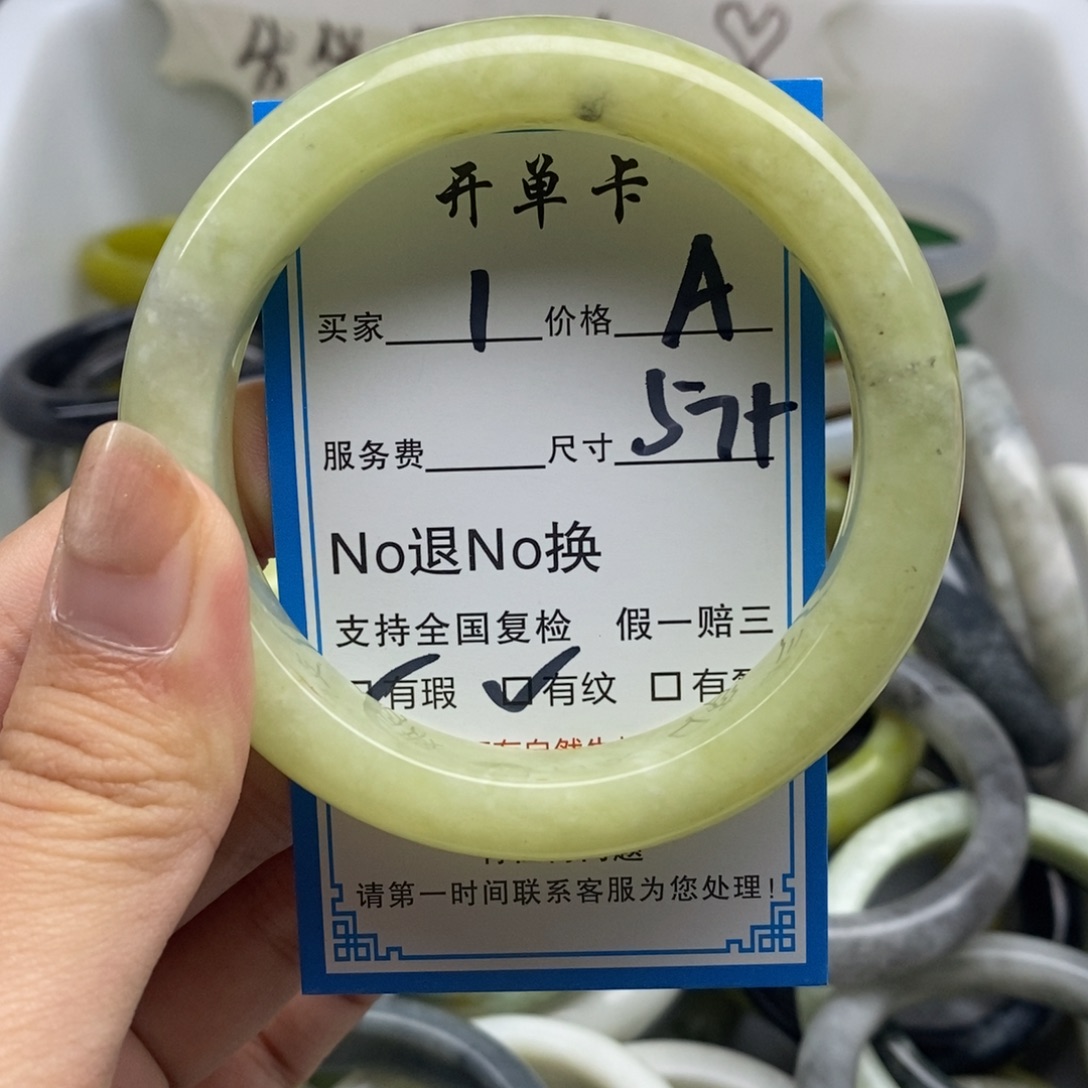 开单卡
买家 1 价格 A
服务费 尺寸 57+
No退No换
支持全国复检 假一赔三
有瑕 □有纹 □有
自然
请第一时间联系客服为您处理!